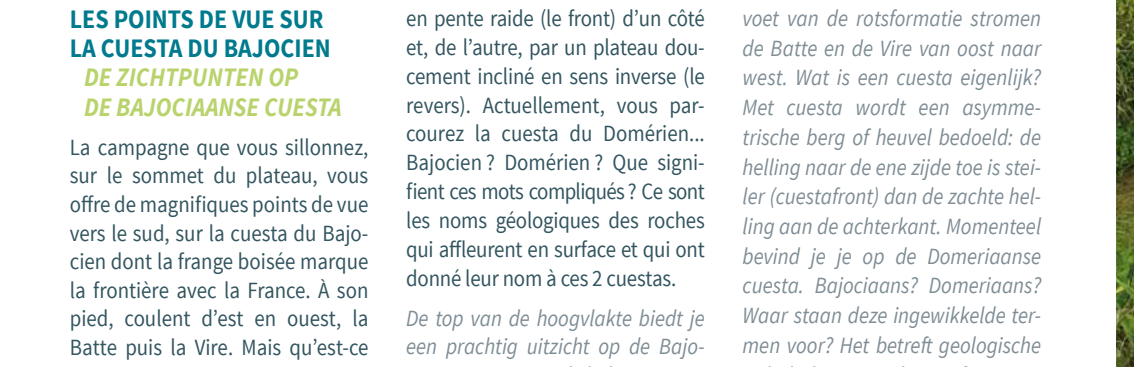 LES POINTS DE VUE SUR
LA CUESTA DU BAJOCIEN
DE ZICHTPUNTEN OP
DE BAJOCIAANSE CUESTA
La campagne que vous sillonnez,
sur le sommet du plateau, vous
offre de magnifiques points de vue
vers le sud, sur la cuesta du Bajo-
cien dont la frange boisée marque
la frontière avec la France. À son
pied, coulent d’est en ouest, la
Batte puis la Vire. Mais qu’est-ce
en pente raide (le front) d’un côté
et, de l’autre, par un plateau dou-
cement incliné en sens inverse (le
revers). Actuellement, vous par-
courez la cuesta du Domérien...
Bajocien ? Domérien ? Que signi-
fient ces mots compliqués ? Ce sont
les noms géologiques des roches
qui affleurent en surface et qui ont
donné leur nom à ces 2 cuestas.
De top van de hoogvlakte biedt je
een prachtig uitzicht op de Bajo-
voet van de rotsformatie stromen
de Batte en de Vire van oost naar
west. Wat is een cuesta eigenlijk?
Met cuesta wordt een asymme-
trische berg of heuvel bedoeld: de
helling naar de ene zijde toe is stei-
ler (cuestafront) dan de zachte hel-
ling aan de achterkant. Momenteel
bevind je je op de Domeriaanse
cuesta. Bajociaans? Domeriaans?
Waar staan deze ingewikkelde ter-
men voor? Het betreft geologische